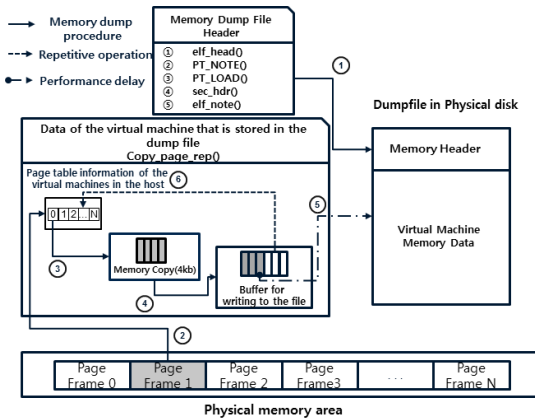 Memory dump
procedure
Repetitive operation
Performance delay
Memory Dump File
Header
① elf_head()
② PT_NOTE()
③ PT_LOAD()
④ sec_hdr()
⑤ elf_note()
①
Dumpfile in Physical disk
Memory Header
Virtual Machine
Memory Data
Data of the virtual machine that is stored in the
dump file
Copy_page_rep()
Page table information of the
virtual machines in the host
⑥
⑤
0 1 2 ... N
③
Memory Copy(4kb)
④
Buffer for
writing to the file
②
Page
Frame 0
Page
Frame 1
Page
Frame 2
Page
Frame3
. . .
Page
Frame N
Physical memory area